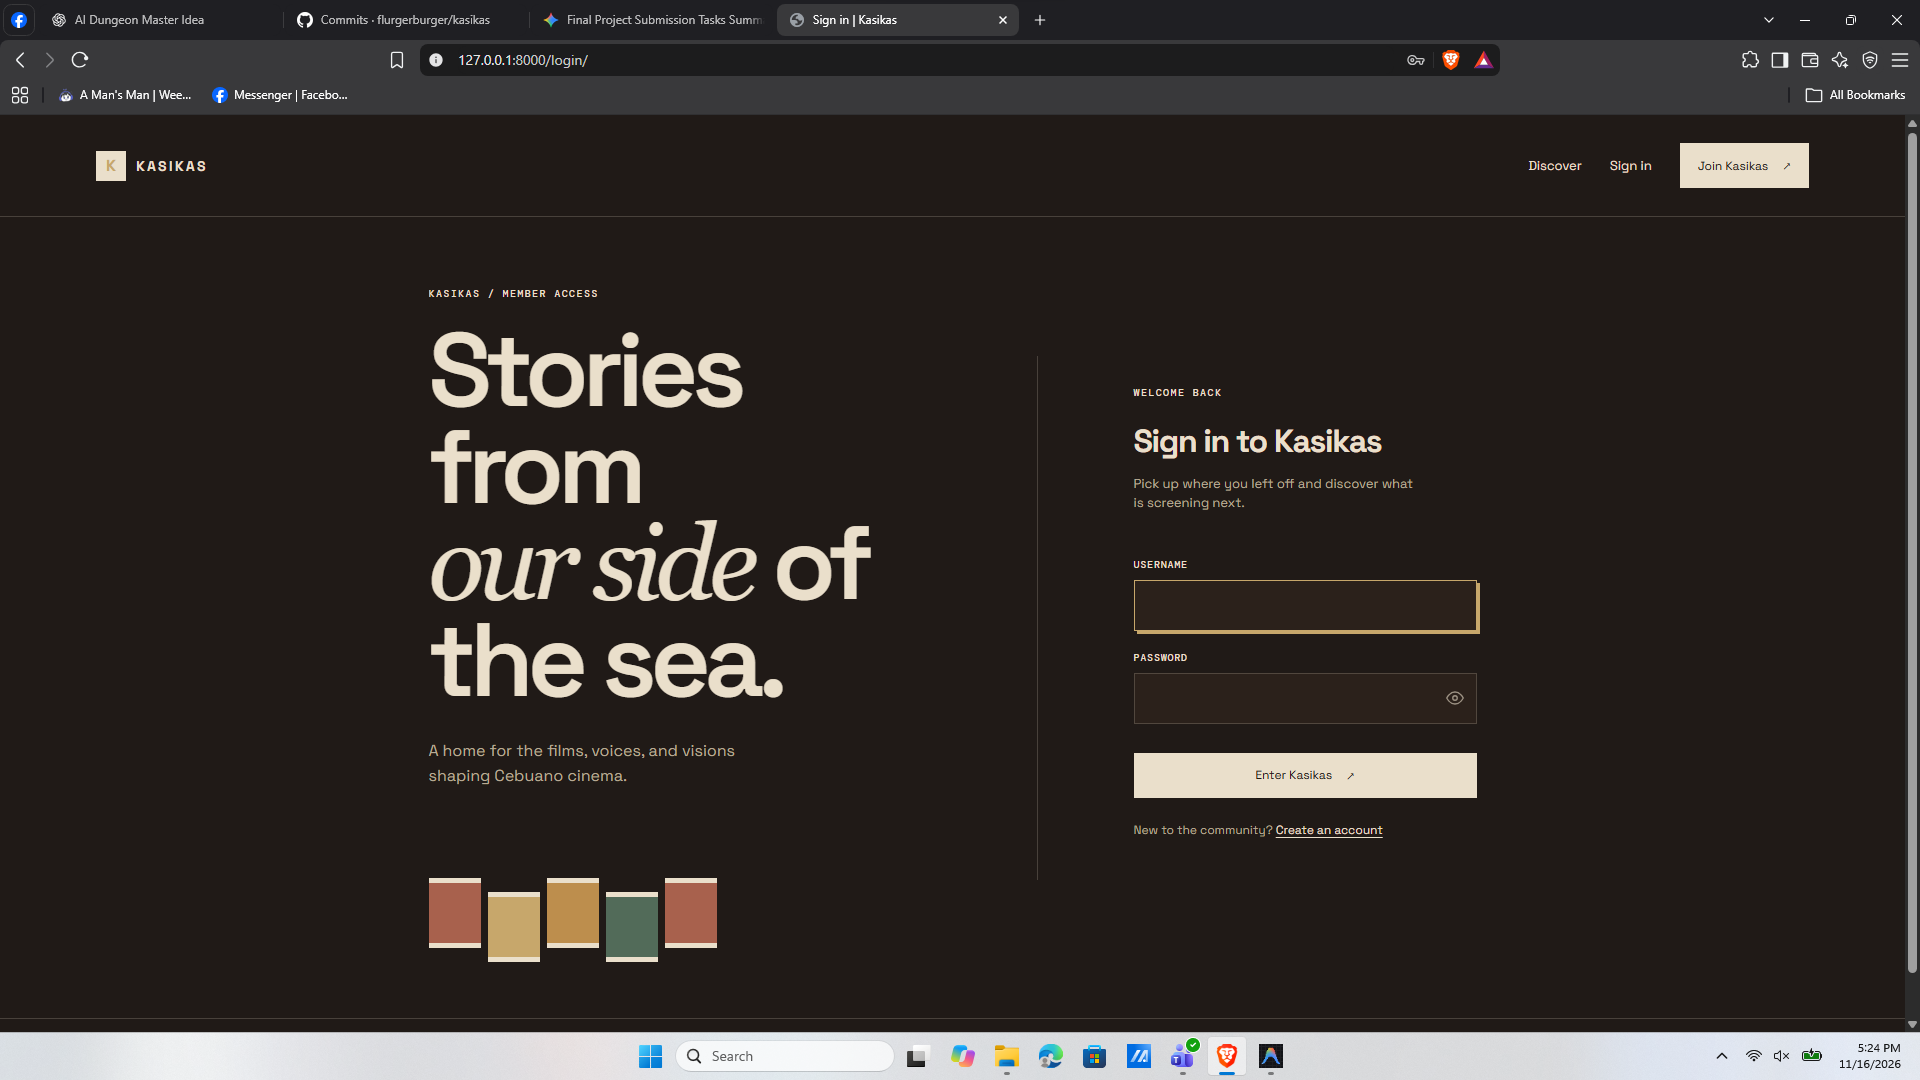 AI Dungeon Master Idea
Commits · flurgerburger/kasikas
Final Project Submission Tasks Summ
Sign in | Kasikas
127.0.0.1:8000/login/
A Man's Man | Wee...
Messenger | Facebo...
All Bookmarks
K KASIKAS
Discover
Sign in
Join Kasikas ↗
KASIKAS / MEMBER ACCESS
Stories
from
our side of
the sea.
A home for the films, voices, and visions
shaping Cebuano cinema.
WELCOME BACK
Sign in to Kasikas
Pick up where you left off and discover what
is screening next.
USERNAME
PASSWORD
Enter Kasikas ↗
New to the community? Create an account
Search
5:24 PM
11/16/2026